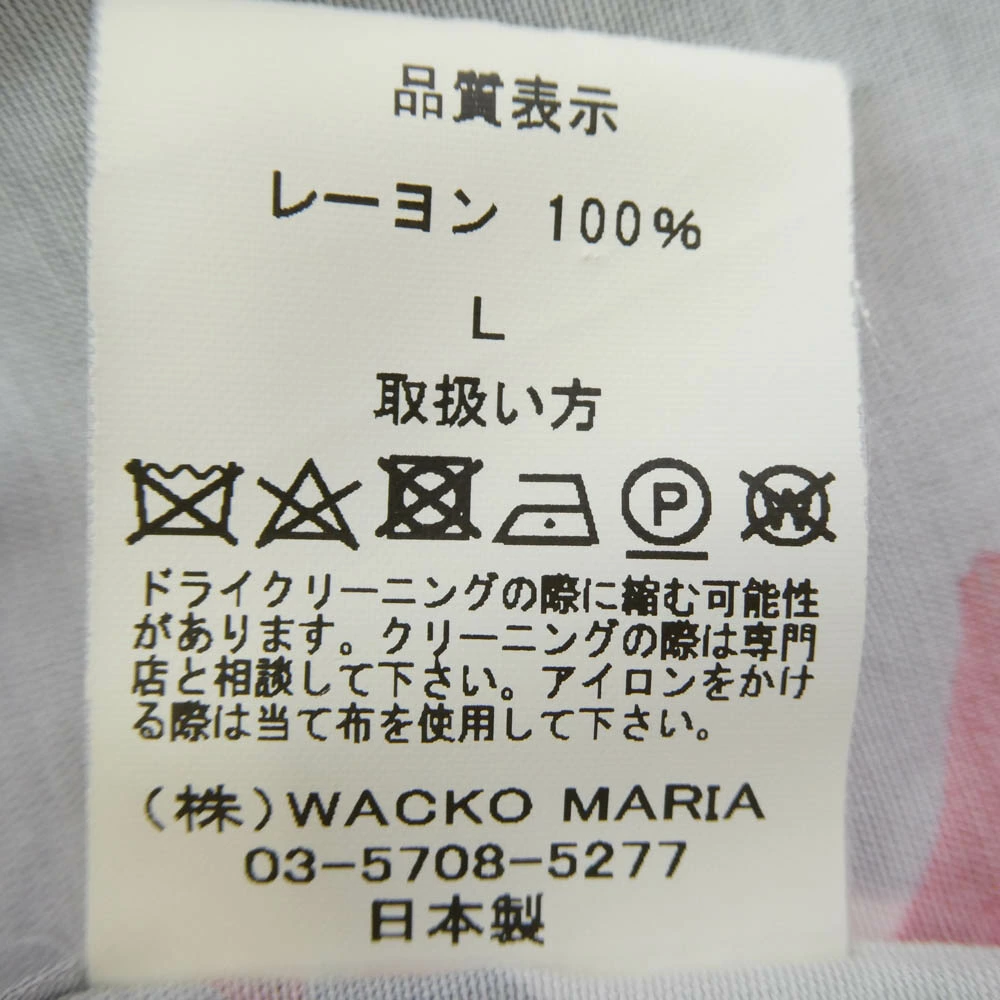 品質表示
レーヨン 100%
L
取扱い方
P W
ドライクリーニングの際に縮む可能性
があります。クリーニングの際は専門
店と相談して下さい。アイロンをかけ
る際は当て布を使用して下さい。
(株)WACKO MARIA
03-5708-5277
日本製